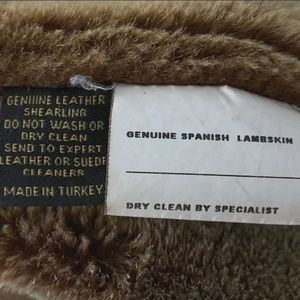 GENUINE LEATHER
SHEARLING
DO NOT WASH OR
DRY CLEAN
SEND TO EXPERT
LEATHER OR SUEDE
CLEANERS
MADE IN TURKEY
GENUINE SPANISH LAMBSKIN
DRY CLEAN BY SPECIALIST